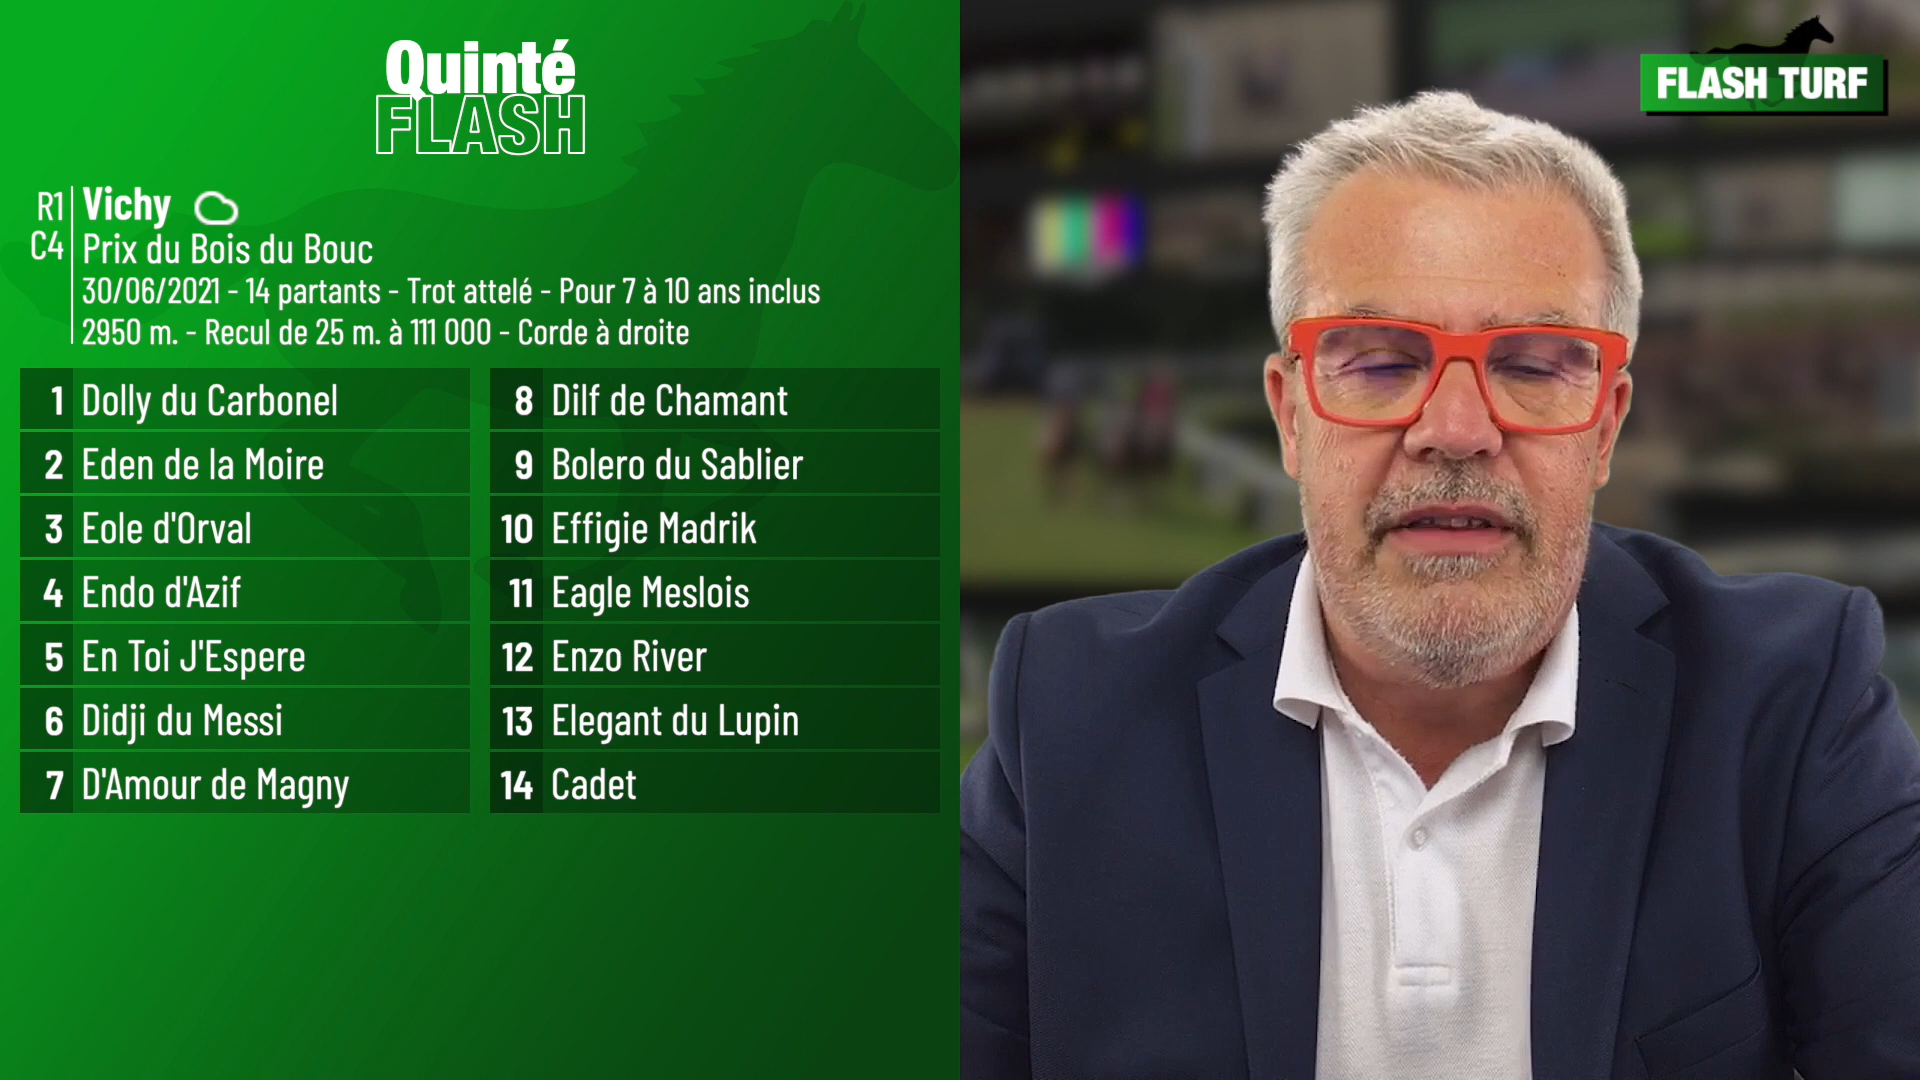 Quinté
FLASH
R1
C4
Vichy
Prix du Bois du Bouc
30/06/2021 - 14 partants - Trot attelé - Pour 7 à 10 ans inclus
2950 m. - Recul de 25 m. à 111 000 - Corde à droite
1 Dolly du Carbonel
2 Eden de la Moire
3 Eole d'Orval
4 Endo d'Azif
5 En Toi J'Espere
6 Didji du Messi
7 D'Amour de Magny
8 Dilf de Chamant
9 Bolero du Sablier
10 Effigie Madrik
11 Eagle Meslois
12 Enzo River
13 Elegant du Lupin
14 Cadet
FLASH TURF